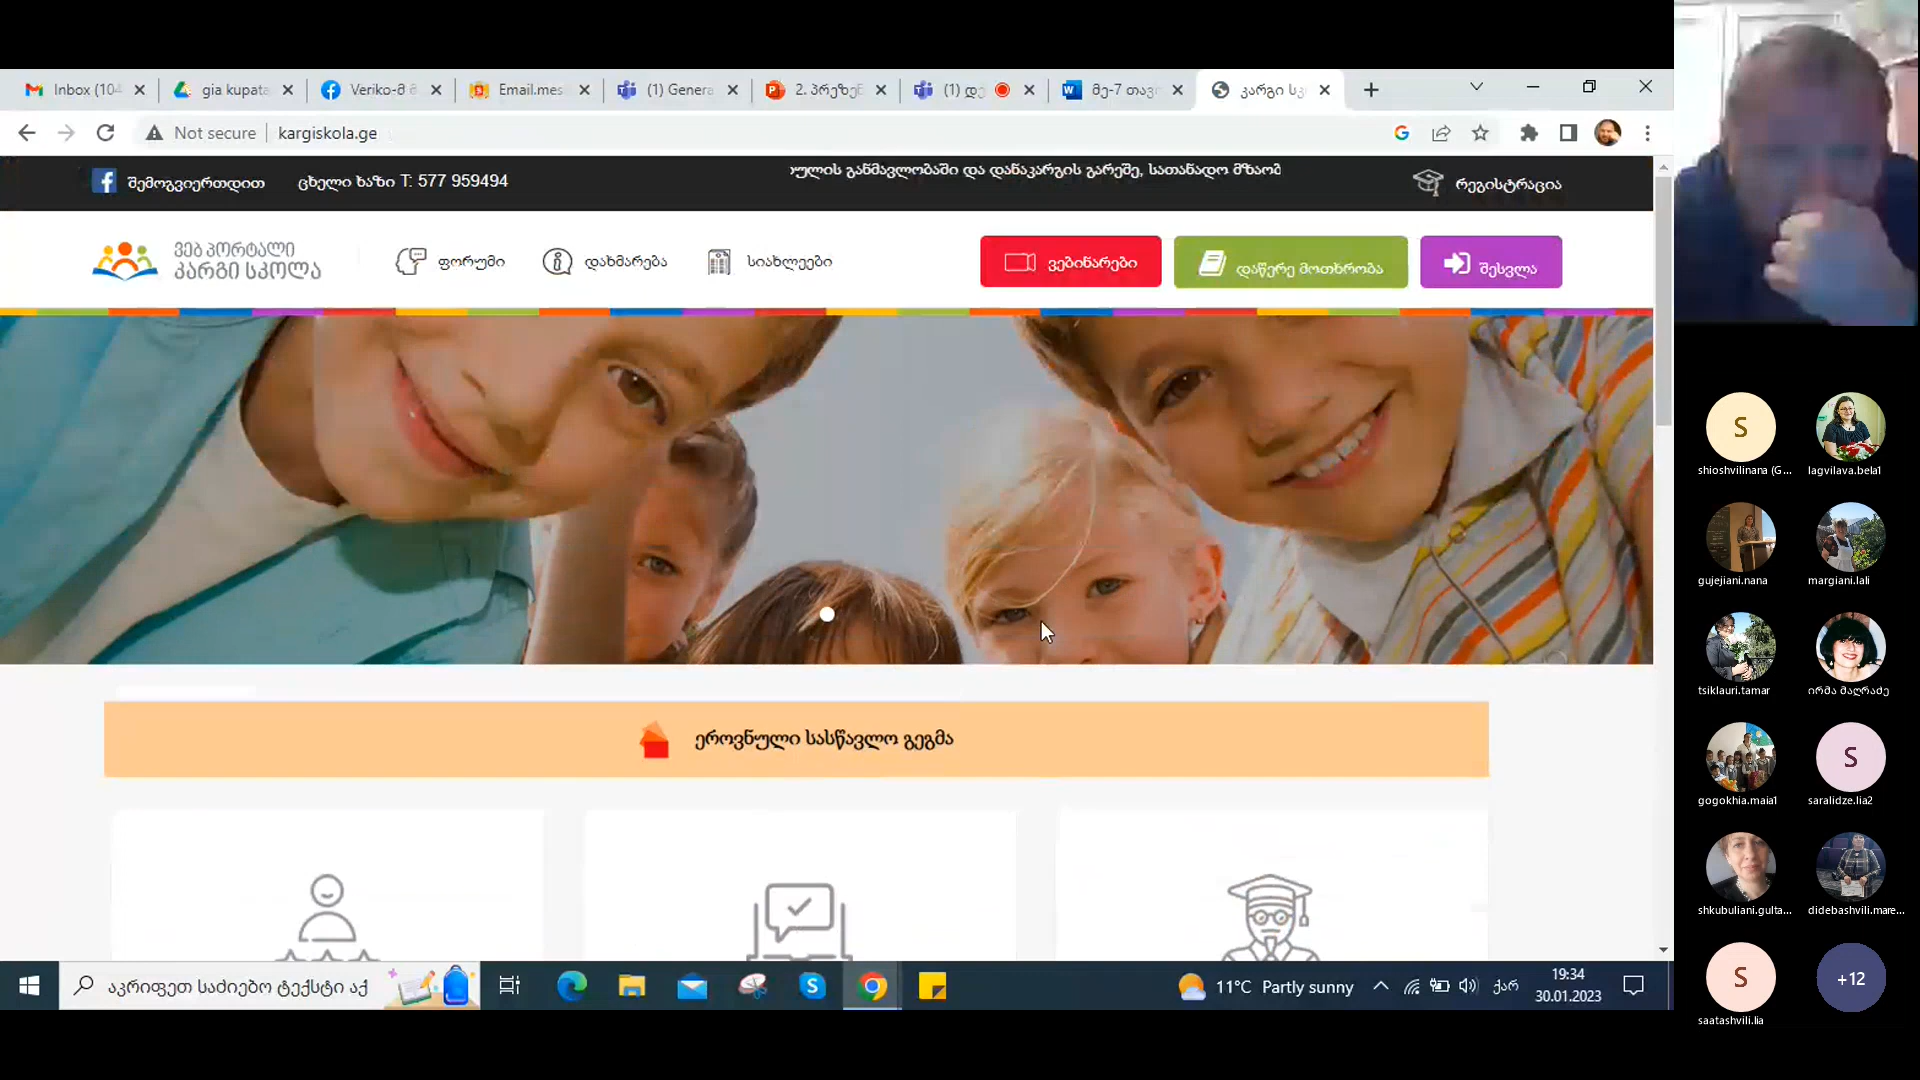 Inbox (104
gia kupata
Veriko-მ
Email.mes
(1) Genera
2. პრეზენ
(1) დე
მე-7 თავი
კარგი სკ
Not secure
kargiskola.ge
შემოგვიერთდით
ცხელი ხაზი T: 577 959494
ულის განმავლობაში და დანაკარგის გარეშე, სათანადო მზაობ
რეგისტრაცია
ვებ პორტალი
კარგი სკოლა
ფორუმი
დახმარება
სიახლეები
ვებინარები
დაწერე მოთხრობა
შესვლა
ეროვნული სასწავლო გეგმა
აკრიფეთ საძიებო ტექსტი აქ
11°C Partly sunny
ქარ
19:34
30.01.2023
S
shioshvilinana (G...
lagvilava.bela1
gujejiani.nana
margiani.lali
tsiklauri.tamar
ირმა მაღრაძე
gogokhia.maia1
S
saralidze.lia2
shkubuliani.gulta...
didebashvili.mare...
S
saatashvili.lia
+12